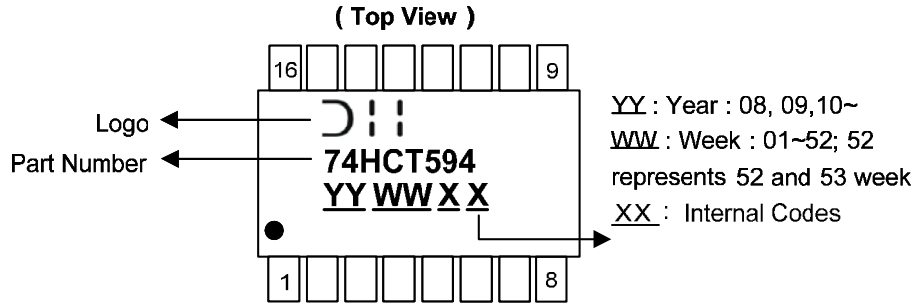 ( Top View )
16 9
Logo
Part Number
74HCT594
YY WW X X
1 8
YY : Year : 08, 09,10~
WW : Week : 01~52; 52
represents 52 and 53 week
XX : Internal Codes